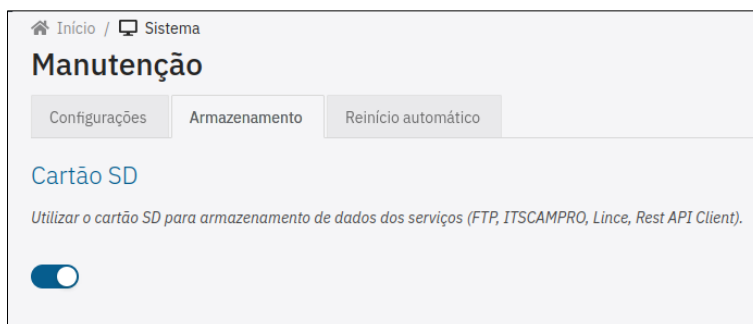 Início / Sistema
Manutenção
Configurações Armazenamento Reinício automático
Cartão SD
Utilizar o cartão SD para armazenamento de dados dos serviços (FTP, ITSCAMPRO, Lince, Rest API Client).